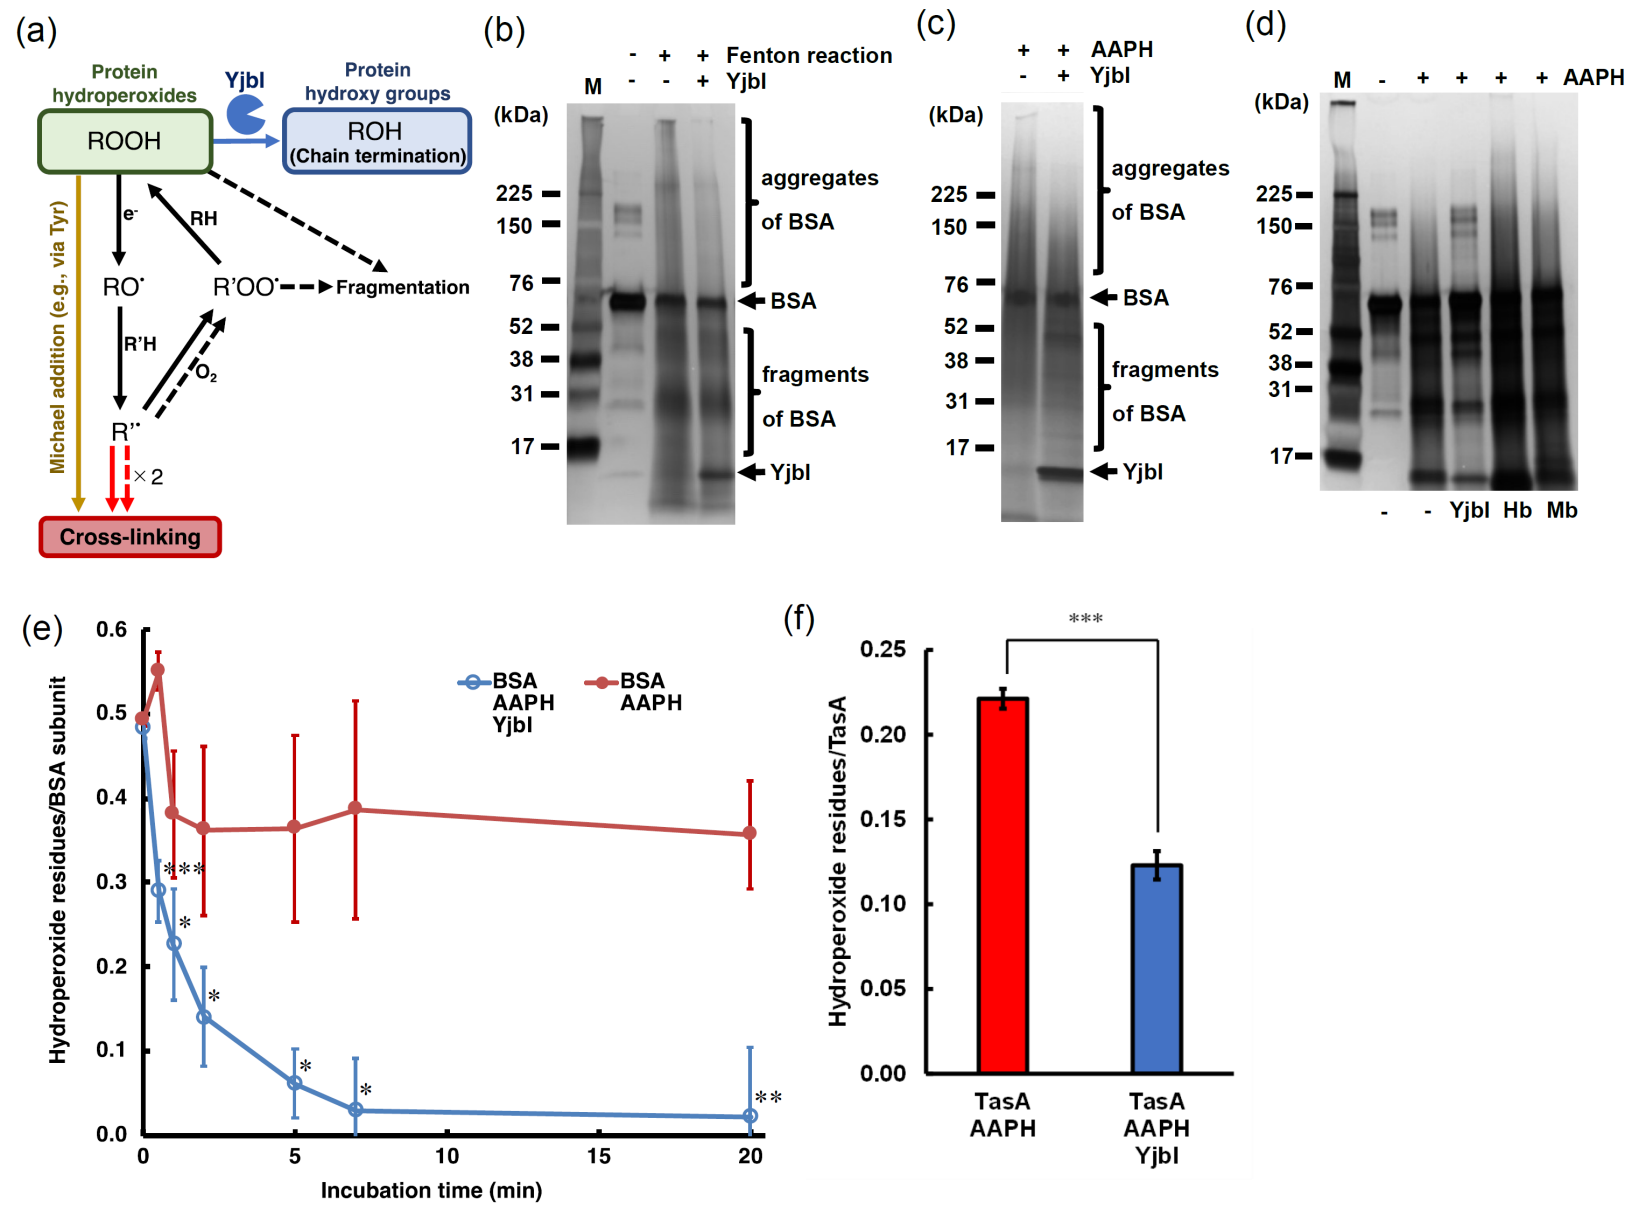 (a)
Protein
hydroperoxides
YjbI
Protein
hydroxy groups
ROOH
ROH
(Chain termination)
Michael addition (e.g., via Tyr)
e-
RH
RO•
R'OO•
Fragmentation
R'H
O2
R'•
×2
Cross-linking
(b)
- + + Fenton reaction
M - - + YjbI
(kDa)
225
150
76
52
38
31
17
aggregates
of BSA
BSA
fragments
of BSA
YjbI
(c)
+ + AAPH
- + YjbI
(kDa)
225
150
76
52
38
31
17
aggregates
of BSA
BSA
fragments
of BSA
YjbI
(d)
M - + + + + AAPH
(kDa)
225
150
76
52
38
31
17
- - YjbI Hb Mb
(e)
Hydroperoxide residues/BSA subunit
0.6
0.5
0.4
0.3
0.2
0.1
0.0
BSA
AAPH
YjbI
BSA
AAPH
***
*
*
*
*
**
0 5 10 15 20
Incubation time (min)
(f)
***
Hydroperoxide residues/TasA
0.25
0.20
0.15
0.10
0.05
0.00
TasA
AAPH
TasA
AAPH
YjbI